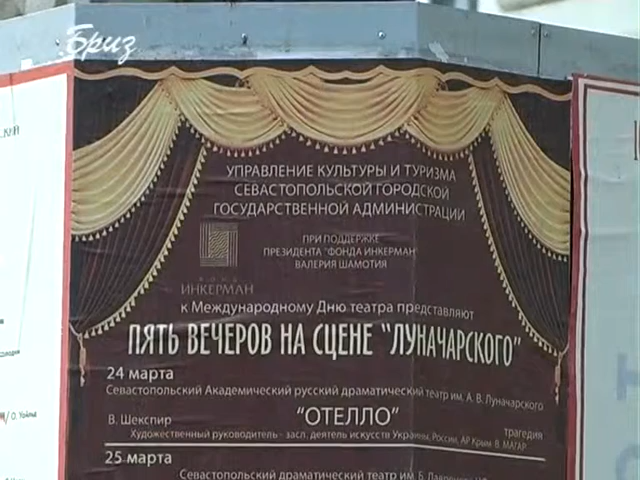 Бриз
УПРАВЛЕНИЕ КУЛЬТУРЫ И ТУРИЗМА
СЕВАСТОПОЛЬСКОЙ ГОРОДСКОЙ
ГОСУДАРСТВЕННОЙ АДМИНИСТРАЦИИ
ПРИ ПОДДЕРЖКЕ
ПРЕЗИДЕНТА "ФОНДА ИНКЕРМАН"
ВАЛЕРИЯ ШАМОТИЯ
ФОНД
ИНКЕРМАН
к Международному Дню театра представляют
ПЯТЬ ВЕЧЕРОВ НА СЦЕНЕ "ЛУНАЧАРСКОГО"
24 марта
Севастопольский Академический русский драматический театр им. А. В. Луначарского
В. Шекспир "ОТЕЛЛО" трагедия
Художественный руководитель - засл. деятель искусств Украины, России, АР Крым В. МАГАР
25 марта
Севастопольский драматический театр им. Б. Лавренева